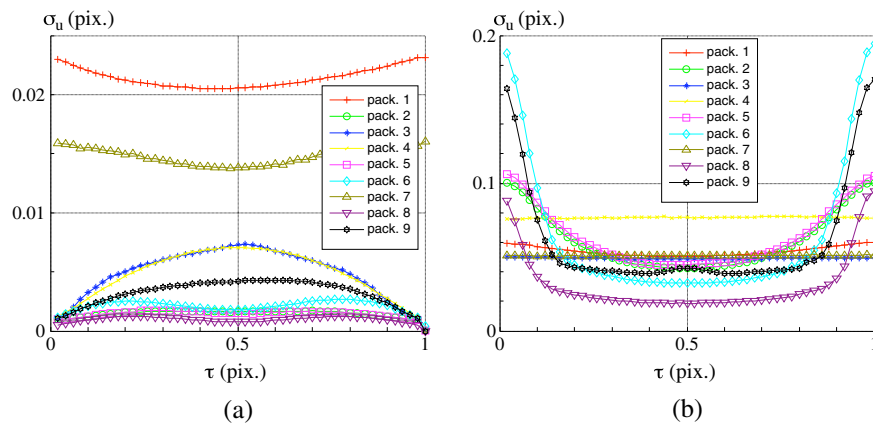 σu (pix.)
0.02
0.01
0
0
0.5
1
τ (pix.)
pack. 1
pack. 2
pack. 3
pack. 4
pack. 5
pack. 6
pack. 7
pack. 8
pack. 9
(a)
σu (pix.)
0.2
0.1
0
0
0.5
1
τ (pix.)
pack. 1
pack. 2
pack. 3
pack. 4
pack. 5
pack. 6
pack. 7
pack. 8
pack. 9
(b)